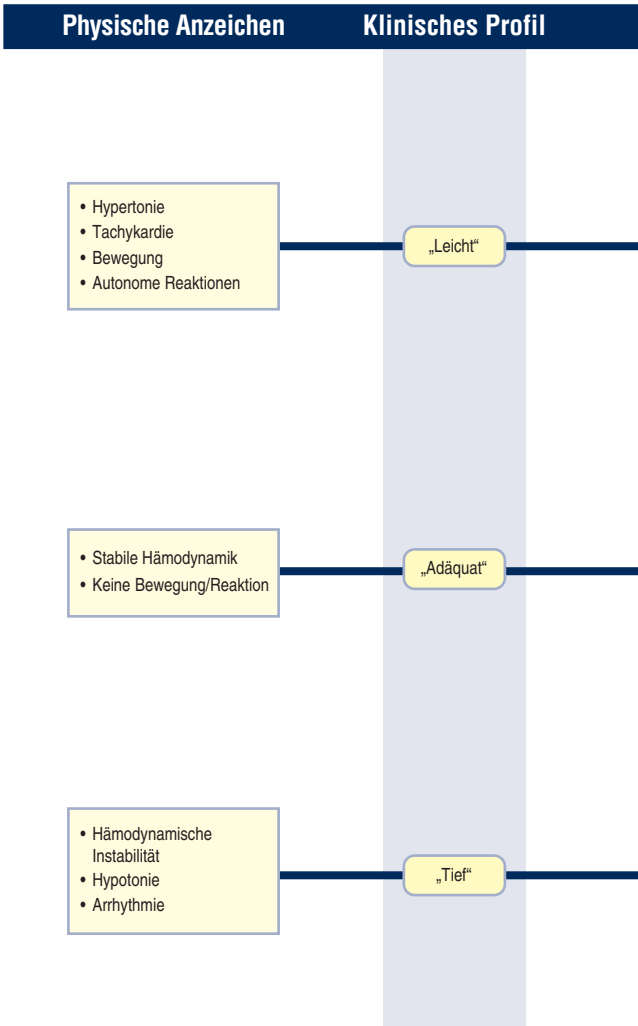 Physische Anzeichen Klinisches Profil
• Hypertonie
• Tachykardie
• Bewegung
• Autonome Reaktionen
„Leicht“
• Stabile Hämodynamik
• Keine Bewegung/Reaktion
„Adäquat“
• Hämodynamische
Instabilität
• Hypotonie
• Arrhythmie
„Tief“